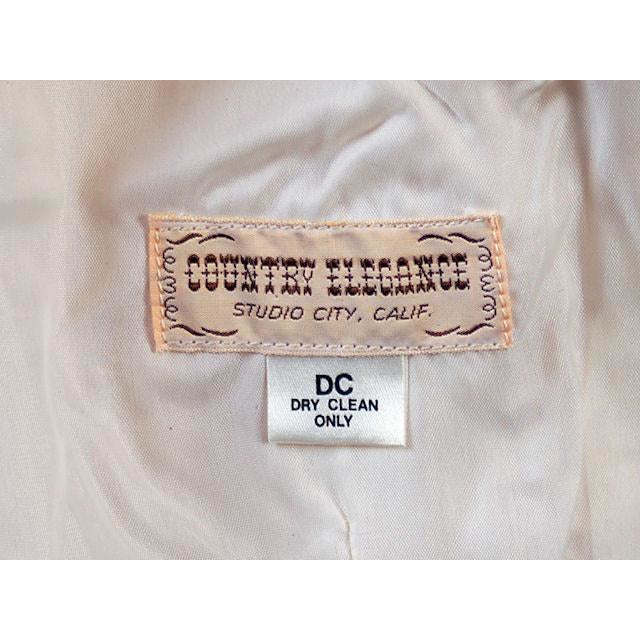 COUNTRY ELEGANCE
STUDIO CITY, CALIF.
DC
DRY CLEAN
ONLY